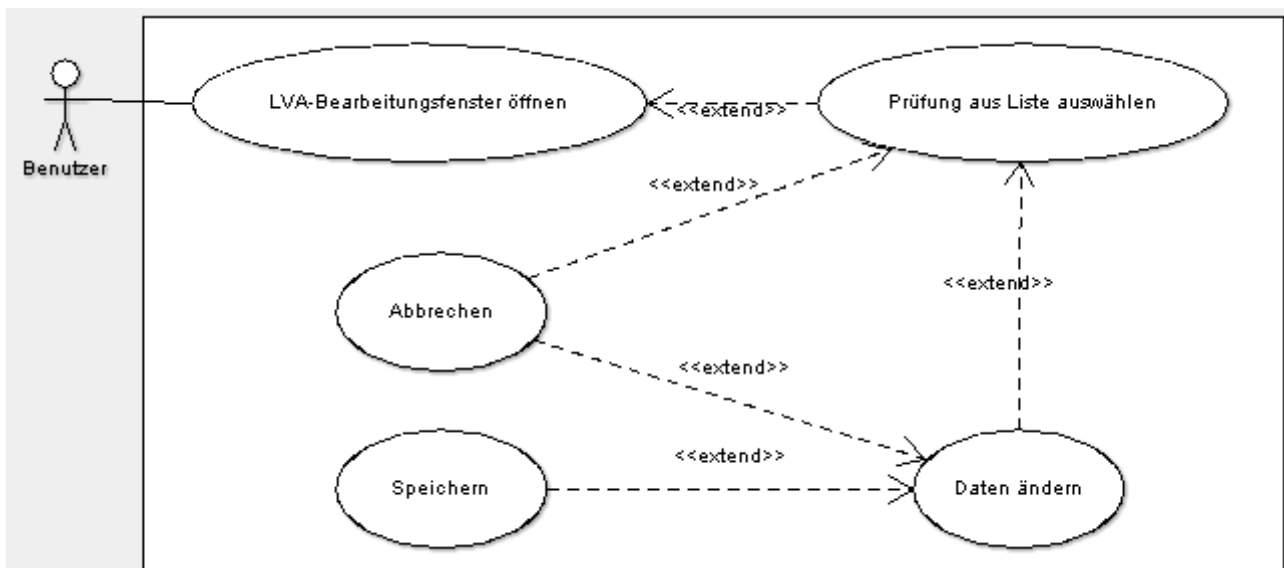 LVA-Bearbeitungsfenster öffnen
<<extend>>
Prüfung aus Liste auswählen
Benutzer
<<extend>>
<<extend>>
Abbrechen
<<extend>>
<<extend>>
Speichern
Daten ändern